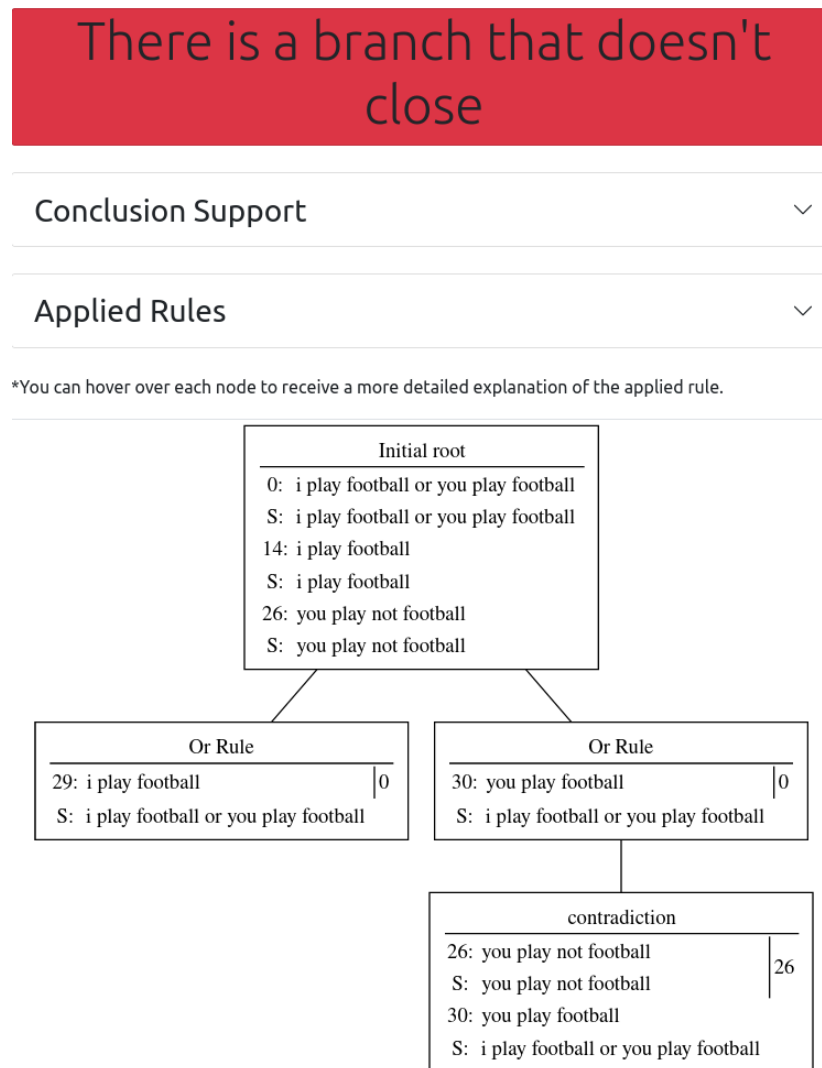 There is a branch that doesn't
close
Conclusion Support
Applied Rules
*You can hover over each node to receive a more detailed explanation of the applied rule.
Initial root
0: i play football or you play football
S: i play football or you play football
14: i play football
S: i play football
26: you play not football
S: you play not football
Or Rule
29: i play football 0
S: i play football or you play football
Or Rule
30: you play football 0
S: i play football or you play football
contradiction
26: you play not football
26
S: you play not football
30: you play football
S: i play football or you play football